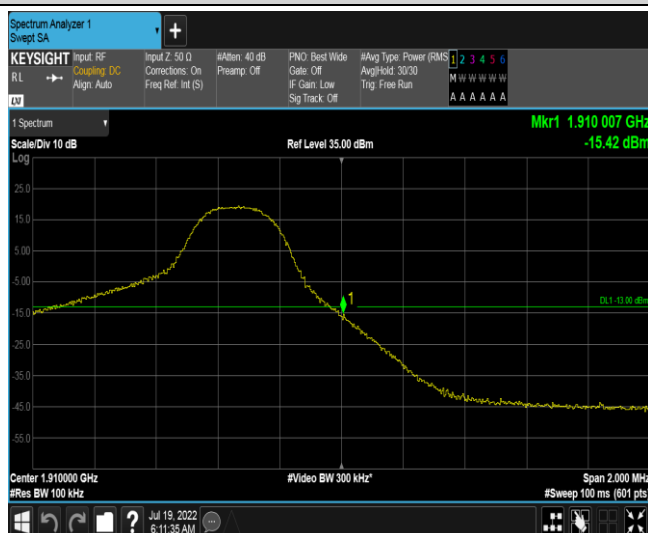 Spectrum Analyzer 1
Swept SA
+
KEYSIGHT
RL
Input: RF
Coupling: DC
Align: Auto
Input Z: 50 Ω
Corrections: On
Freq Ref: Int (S)
#Atten: 40 dB
Preamp: Off
PNO: Best Wide
Gate: Off
IF Gain: Low
Sig Track: Off
#Avg Type: Power (RMS
Avg|Hold: 30/30
Trig: Free Run
1 2 3 4 5 6
M W W W W W
A A A A A A
LXI
1 Spectrum
Scale/Div 10 dB
Ref Level 35.00 dBm
Mkr1 1.910 007 GHz
-15.42 dBm
Log
25.0
15.0
5.00
-5.00
-15.0
-25.0
-35.0
-45.0
-55.0
1
DL1 -13.00 dBm
Center 1.910000 GHz
#Res BW 100 kHz
#Video BW 300 kHz*
Span 2.000 MHz
#Sweep 100 ms (601 pts)
?
Jul 19, 2022
6:11:35 AM